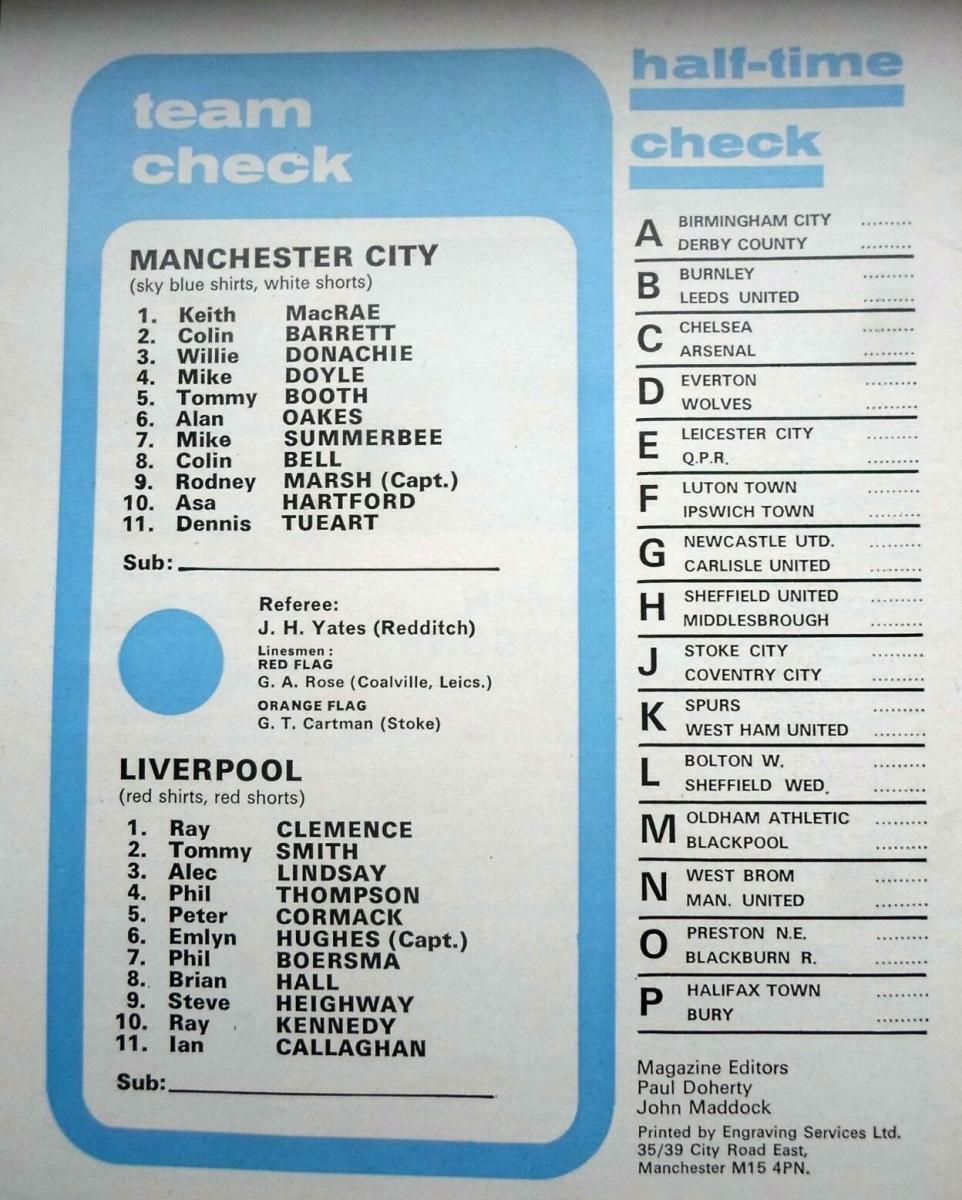 team
check
MANCHESTER CITY
(sky blue shirts, white shorts)
1. Keith MacRAE
2. Colin BARRETT
3. Willie DONACHIE
4. Mike DOYLE
5. Tommy BOOTH
6. Alan OAKES
7. Mike SUMMERBEE
8. Colin BELL
9. Rodney MARSH (Capt.)
10. Asa HARTFORD
11. Dennis TUEART
Sub:
Referee:
J. H. Yates (Redditch)
Linesmen :
RED FLAG
G. A. Rose (Coalville, Leics.)
ORANGE FLAG
G. T. Cartman (Stoke)
LIVERPOOL
(red shirts, red shorts)
1. Ray CLEMENCE
2. Tommy SMITH
3. Alec LINDSAY
4. Phil THOMPSON
5. Peter CORMACK
6. Emlyn HUGHES (Capt.)
7. Phil BOERSMA
8. Brian HALL
9. Steve HEIGHWAY
10. Ray KENNEDY
11. Ian CALLAGHAN
Sub:
half-time
check
A BIRMINGHAM CITY .........
DERBY COUNTY .........
B BURNLEY .........
LEEDS UNITED .........
C CHELSEA .........
ARSENAL .........
D EVERTON .........
WOLVES .........
E LEICESTER CITY .........
Q.P.R. .........
F LUTON TOWN .........
IPSWICH TOWN .........
G NEWCASTLE UTD. .........
CARLISLE UNITED .........
H SHEFFIELD UNITED .........
MIDDLESBROUGH .........
J STOKE CITY .........
COVENTRY CITY .........
K SPURS .........
WEST HAM UNITED .........
L BOLTON W. .........
SHEFFIELD WED. .........
M OLDHAM ATHLETIC .........
BLACKPOOL .........
N WEST BROM .........
MAN. UNITED .........
O PRESTON N.E. .........
BLACKBURN R. .........
P HALIFAX TOWN .........
BURY .........
Magazine Editors
Paul Doherty
John Maddock
Printed by Engraving Services Ltd.
35/39 City Road East,
Manchester M15 4PN.